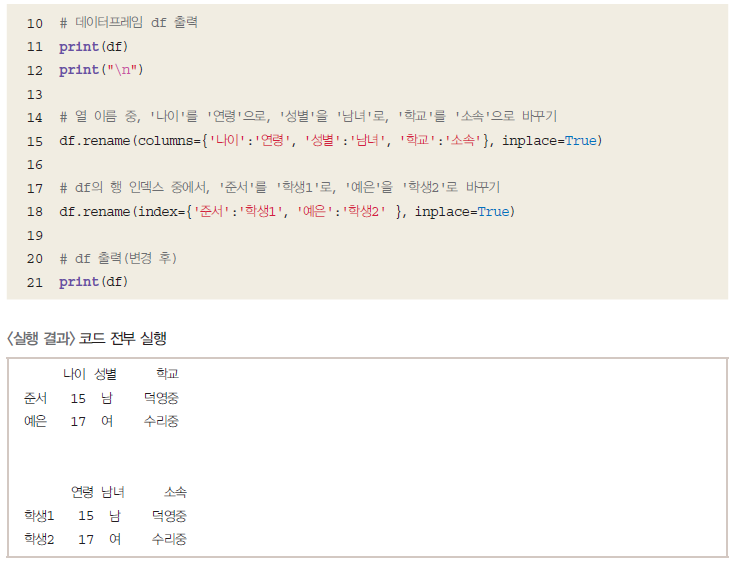 10 # 데이터프레임 df 출력
11 print(df)
12 print("\n")
13
14 # 열 이름 중, '나이'를 '연령'으로, '성별'을 '남녀'로, '학교'를 '소속'으로 바꾸기
15 df.rename(columns={'나이':'연령', '성별':'남녀', '학교':'소속'}, inplace=True)
16
17 # df의 행 인덱스 중에서, '준서'를 '학생1'로, '예은'을 '학생2'로 바꾸기
18 df.rename(index={'준서':'학생1', '예은':'학생2' }, inplace=True)
19
20 # df 출력(변경 후)
21 print(df)
〈실행 결과〉 코드 전부 실행
나이 성별 학교
준서 15 남 덕영중
예은 17 여 수리중
연령 남녀 소속
학생1 15 남 덕영중
학생2 17 여 수리중